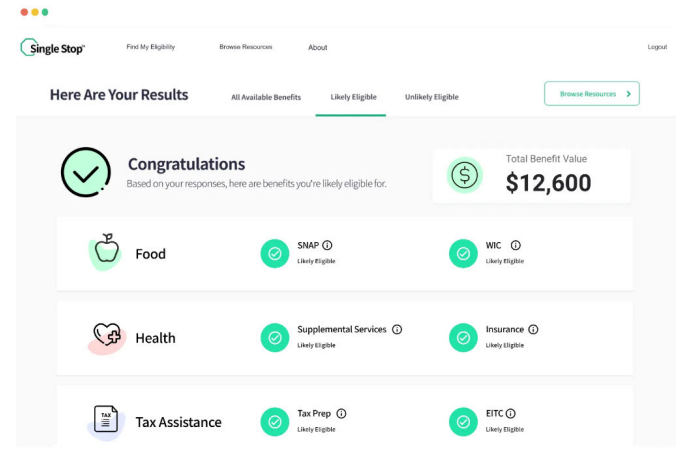 Single Stop™
Find My Eligibility
Browse Resources
About
Logout
Here Are Your Results
All Available Benefits
Likely Eligible
Unlikely Eligible
Browse Resources
Congratulations
Based on your responses, here are benefits you're likely eligible for.
Total Benefit Value
$12,600
Food
SNAP
Likely Eligible
WIC
Likely Eligible
Health
Supplemental Services
Likely Eligible
Insurance
Likely Eligible
TAX
Tax Assistance
Tax Prep
Likely Eligible
EITC
Likely Eligible